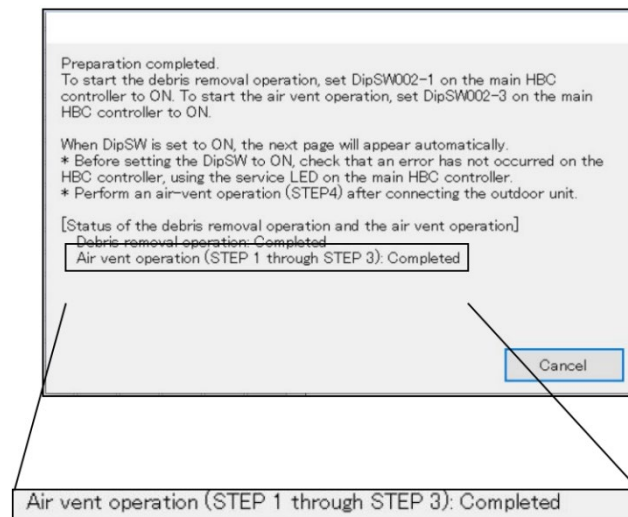 Preparation completed.
To start the debris removal operation, set DipSW002-1 on the main HBC
controller to ON. To start the air vent operation, set DipSW002-3 on the main
HBC controller to ON.
When DipSW is set to ON, the next page will appear automatically.
* Before setting the DipSW to ON, check that an error has not occurred on the
HBC controller, using the service LED on the main HBC controller.
* Perform an air-vent operation (STEP4) after connecting the outdoor unit.
[Status of the debris removal operation and the air vent operation]
Debris removal operation: Completed
Air vent operation (STEP 1 through STEP 3): Completed
Cancel
Air vent operation (STEP 1 through STEP 3): Completed